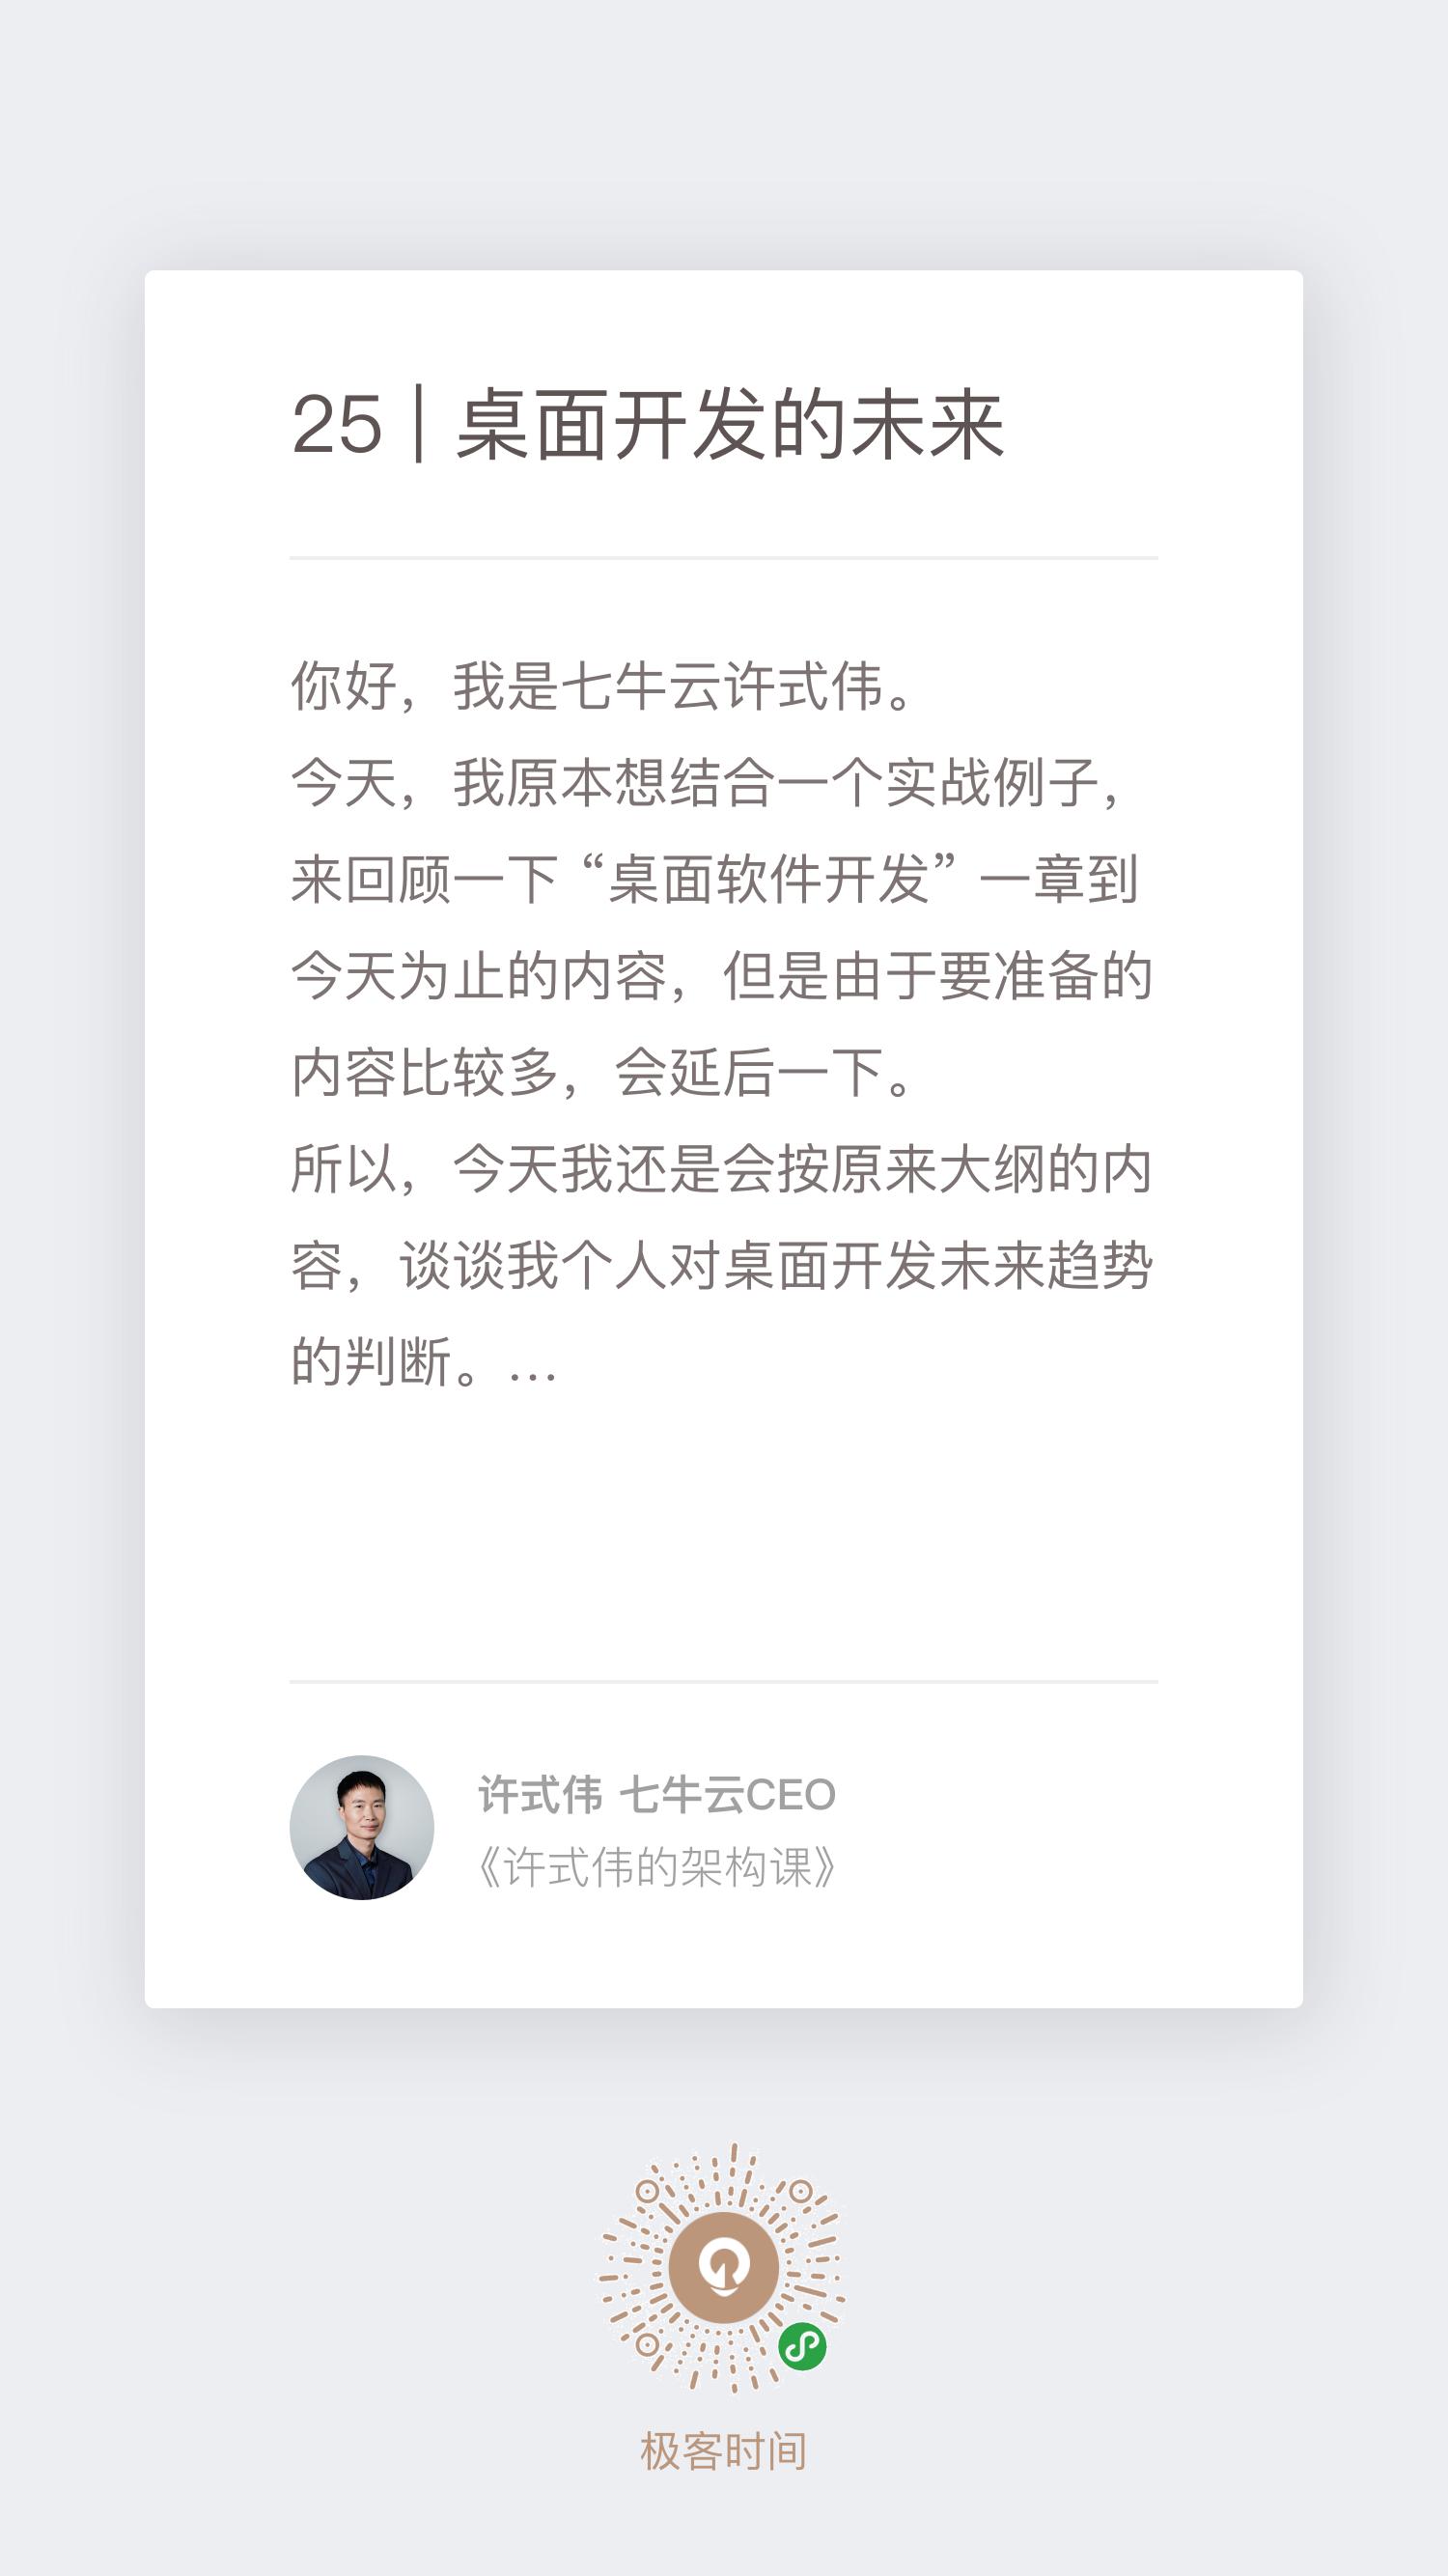 25 | 桌面开发的未来
你好，我是七牛云许式伟。
今天，我原本想结合一个实战例子，
来回顾一下 “桌面软件开发” 一章到
今天为止的内容，但是由于要准备的
内容比较多，会延后一下。
所以，今天我还是会按原来大纲的内
容，谈谈我个人对桌面开发未来趋势
的判断。...
许式伟 七牛云CEO
《许式伟的架构课》
极客时间